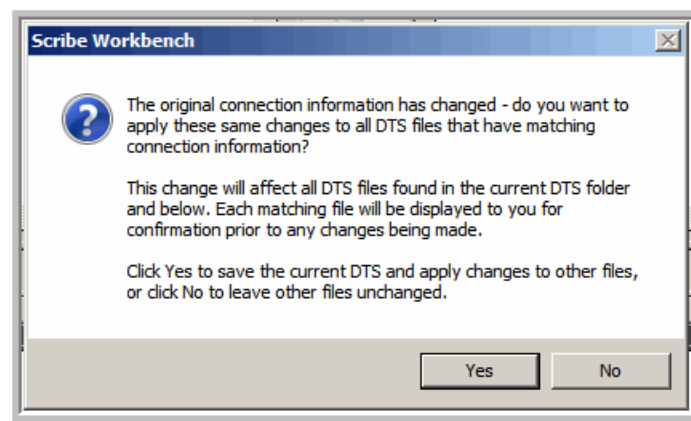 Scribe Workbench
The original connection information has changed - do you want to
apply these same changes to all DTS files that have matching
connection information?
This change will affect all DTS files found in the current DTS folder
and below. Each matching file will be displayed to you for
confirmation prior to any changes being made.
Click Yes to save the current DTS and apply changes to other files,
or click No to leave other files unchanged.
Yes
No